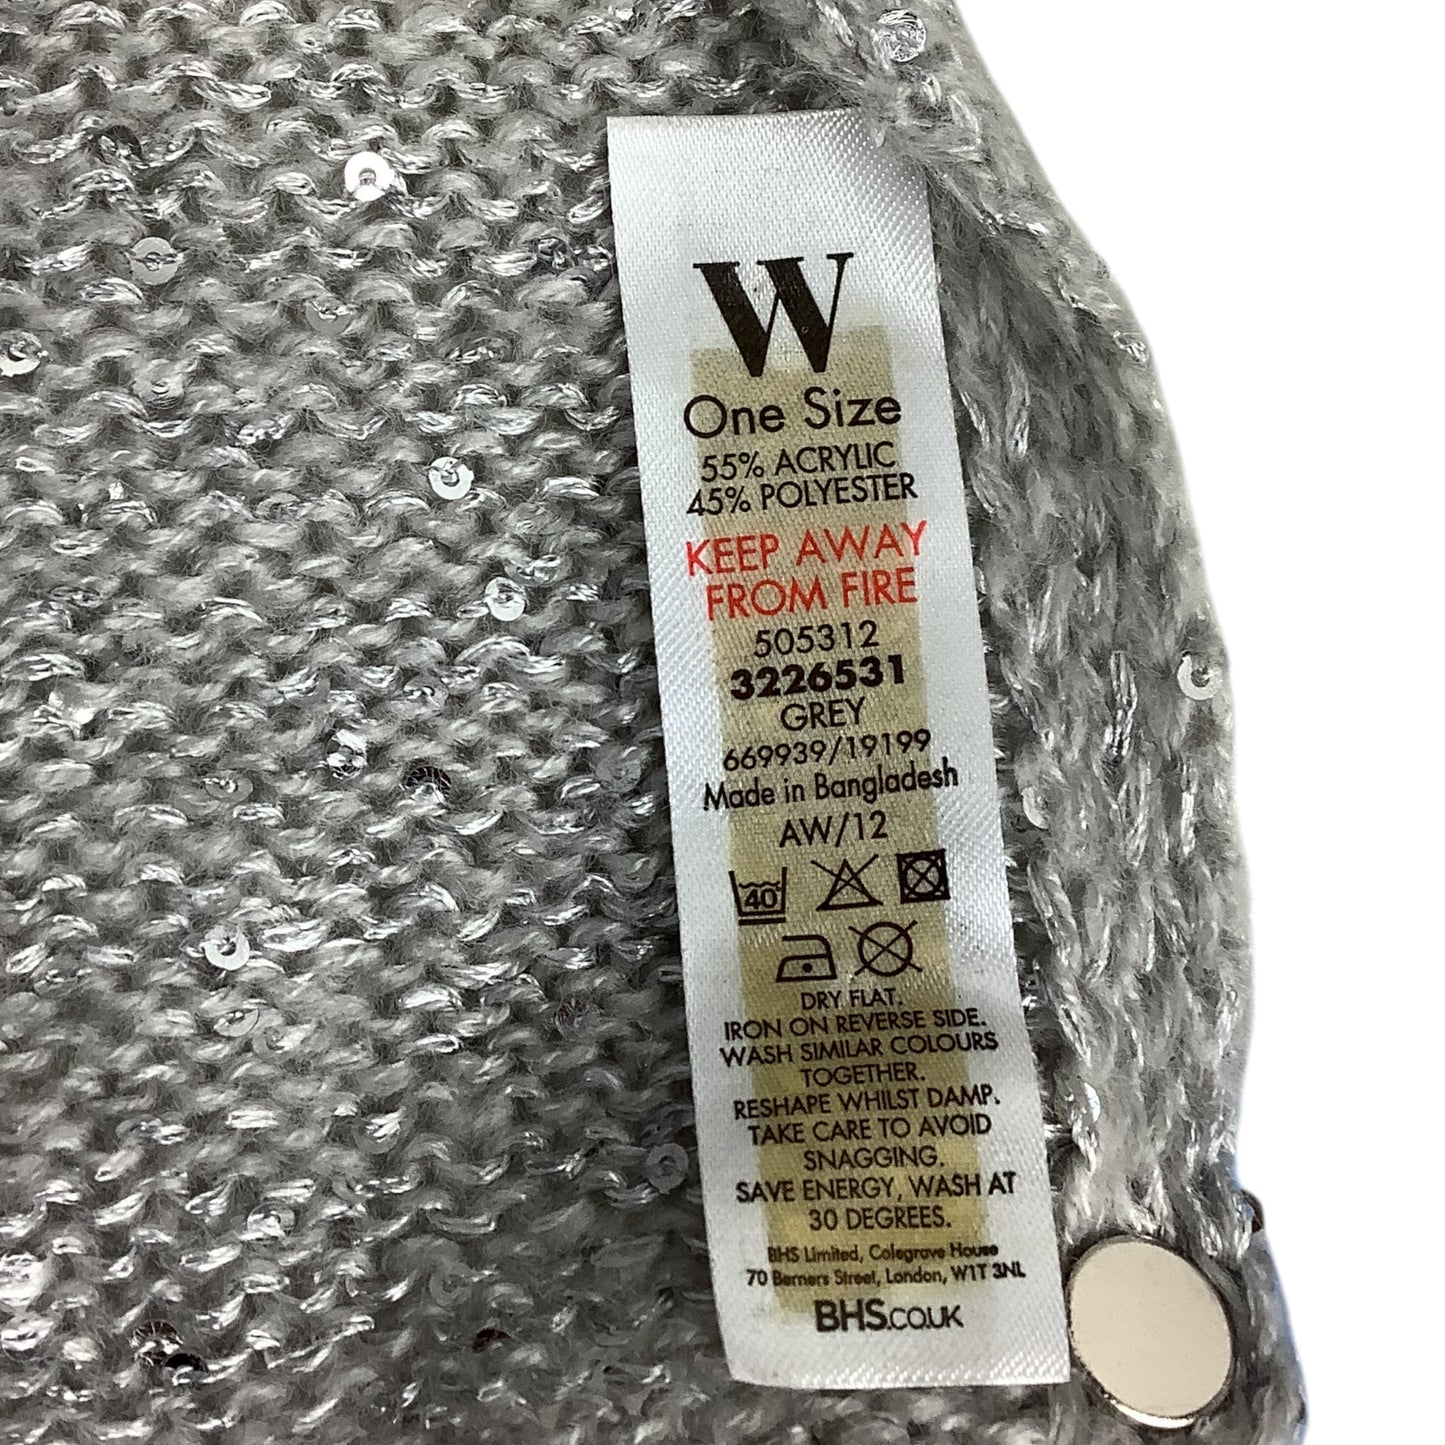 W
One Size
55% ACRYLIC
45% POLYESTER
KEEP AWAY
FROM FIRE
505312
3226531
GREY
669939/19199
Made in Bangladesh
AW/12
40
DRY FLAT.
IRON ON REVERSE SIDE.
WASH SIMILAR COLOURS
TOGETHER.
RESHAPE WHILST DAMP.
TAKE CARE TO AVOID
SNAGGING.
SAVE ENERGY, WASH AT
30 DEGREES.
BHS Limited, Colegrave House
70 Berners Street, London, W1T 3NL
BHS.CO.UK